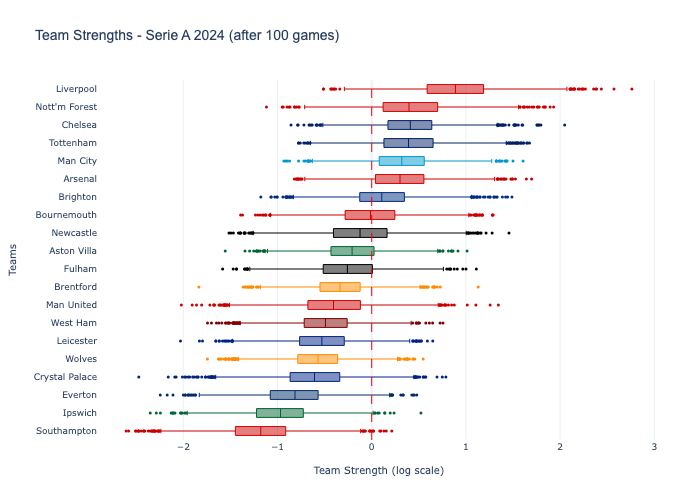 Team Strengths - Serie A 2024 (after 100 games)
Liverpool
Nott'm Forest
Chelsea
Tottenham
Man City
Arsenal
Brighton
Bournemouth
Newcastle
Aston Villa
Fulham
Brentford
Man United
West Ham
Leicester
Wolves
Crystal Palace
Everton
Ipswich
Southampton
Teams
−2 −1 0 1 2 3
Team Strength (log scale)